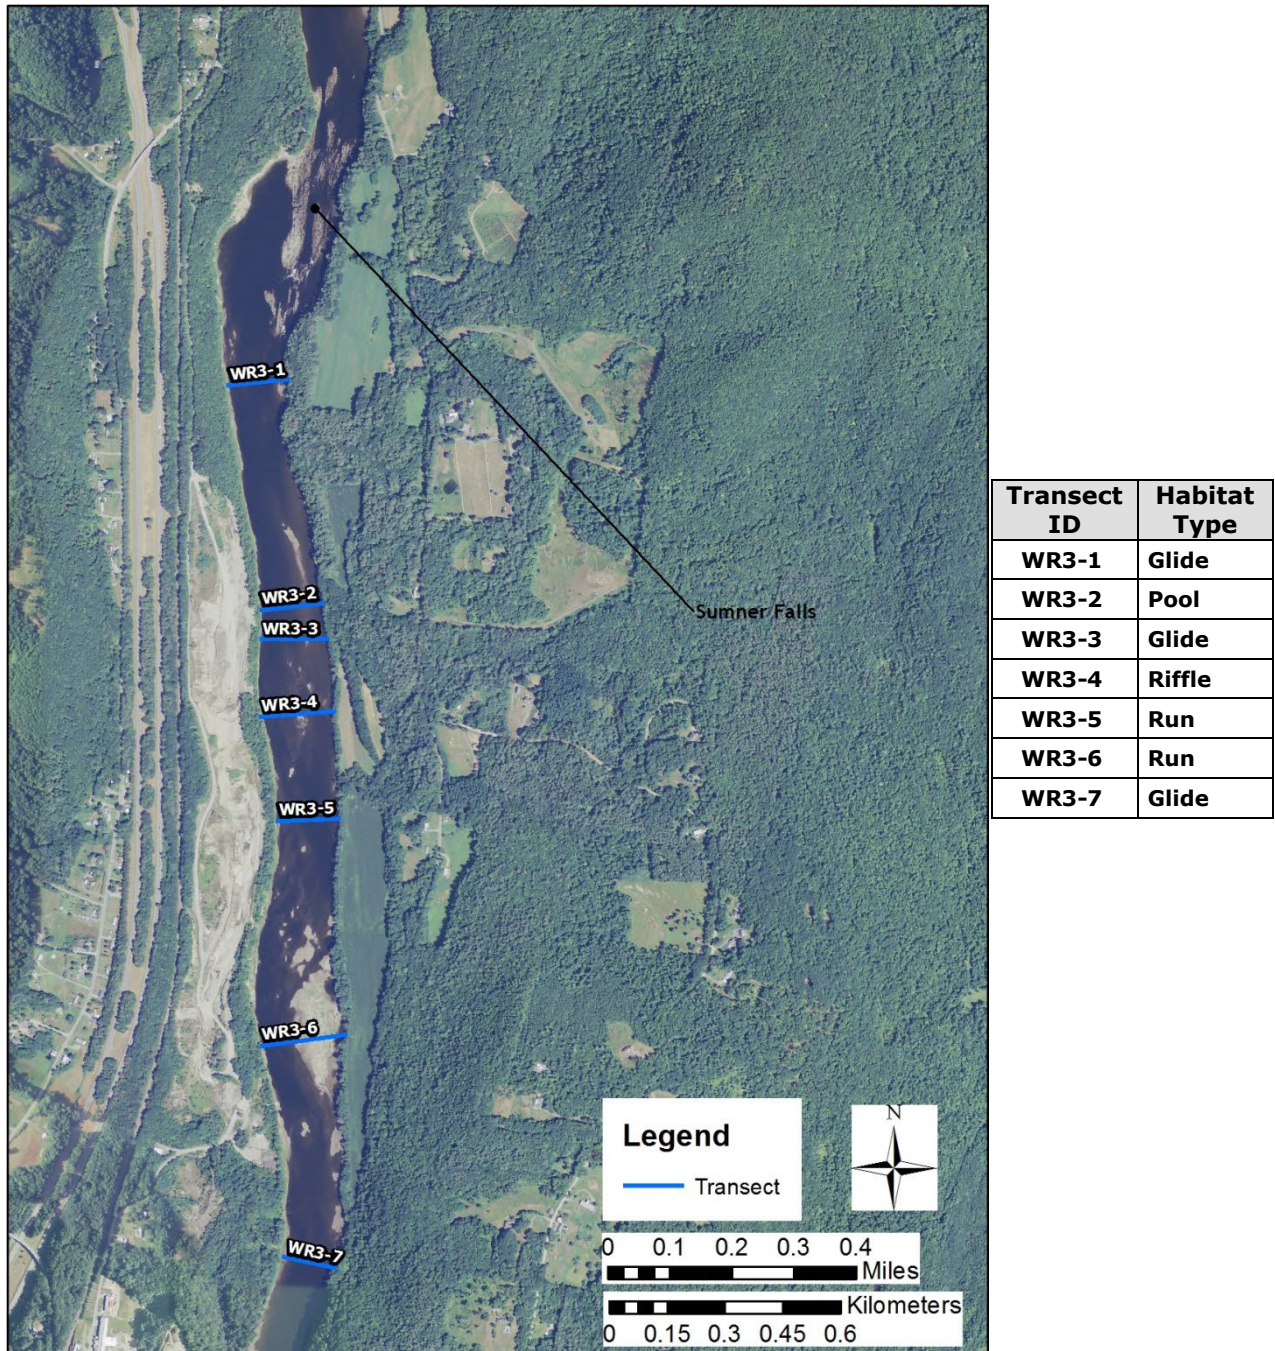 WR3-1
WR3-2
WR3-3
Sumner Falls
WR3-4
WR3-5
WR3-6
WR3-7
Legend
Transect
N
0 0.1 0.2 0.3 0.4
Miles
Kilometers
0 0.15 0.3 0.45 0.6
Transect ID Habitat Type
WR3-1 Glide
WR3-2 Pool
WR3-3 Glide
WR3-4 Riffle
WR3-5 Run
WR3-6 Run
WR3-7 Glide